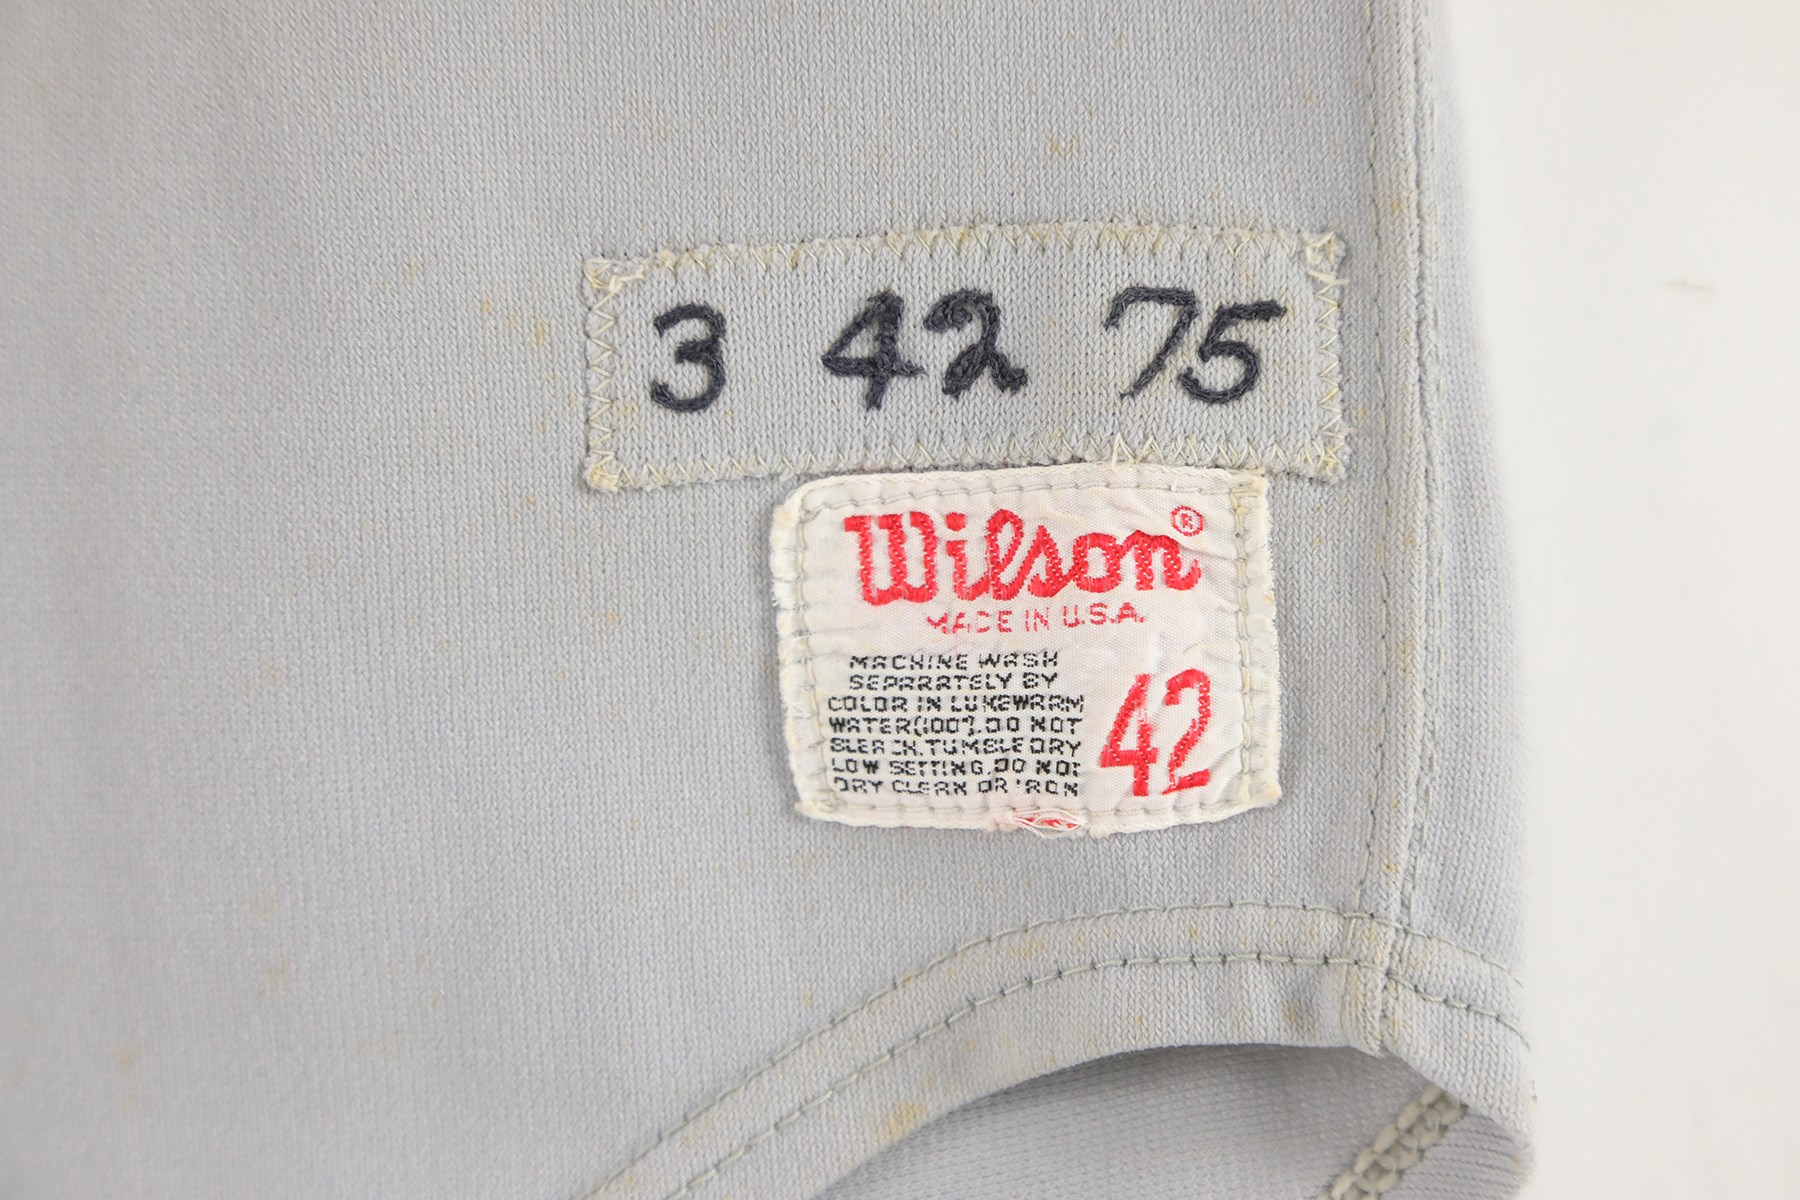 3 42 75
Wilson®
MADE IN U.S.A.
MACHINE WASH
SEPARATELY BY
COLOR IN LUKEWARM
WATER(100°). DO NOT
BLEACH. TUMBLE DRY
LOW SETTING. DO NOT
DRY CLEAN OR IRON
42